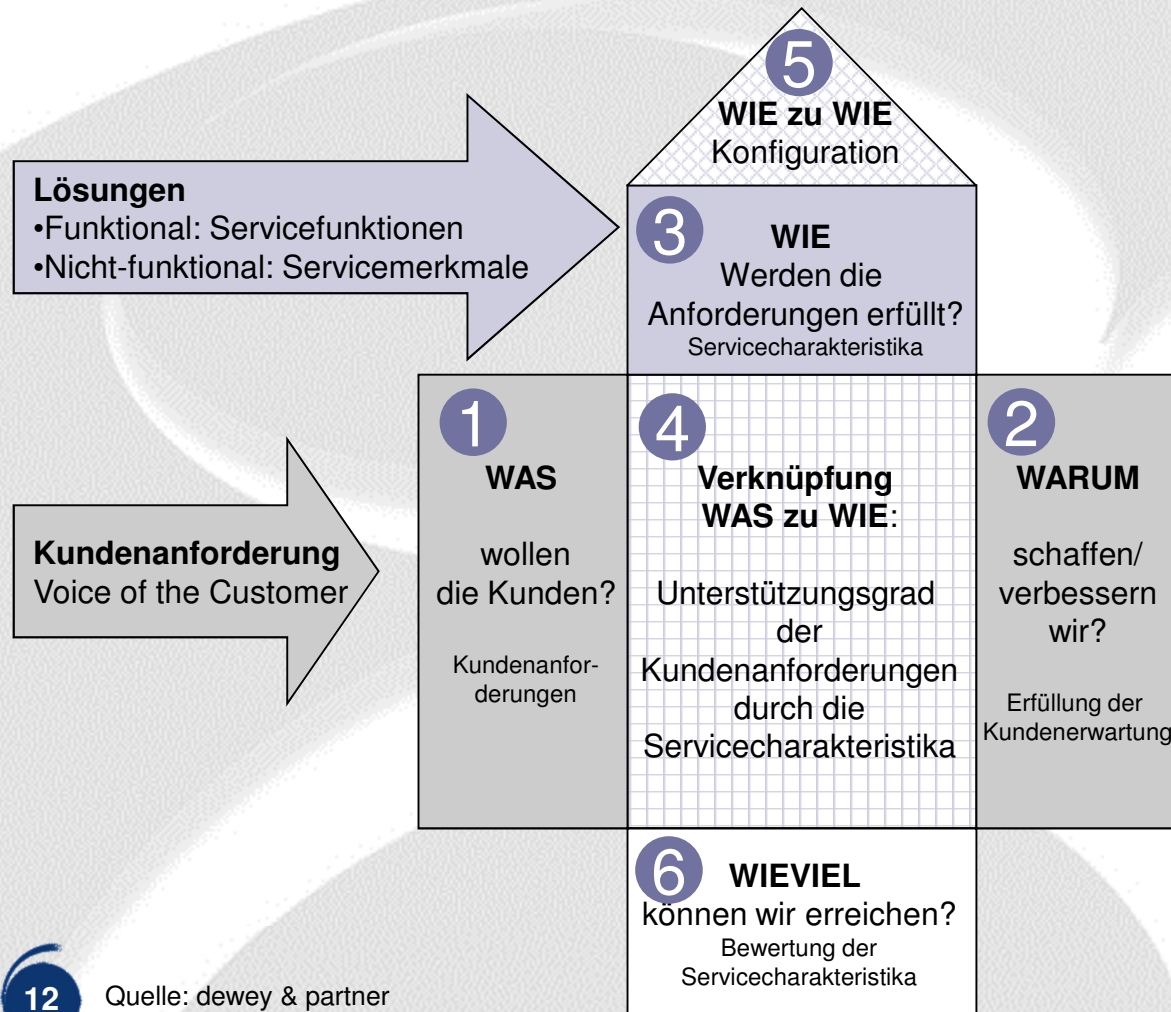 5
WIE zu WIE
Konfiguration
Lösungen
•Funktional: Servicefunktionen
•Nicht-funktional: Servicemerkmale
3
WIE
Werden die
Anforderungen erfüllt?
Servicecharakteristika
Kundenanforderung
Voice of the Customer
1
WAS
wollen
die Kunden?
Kundenanfor-
derungen
4
Verknüpfung
WAS zu WIE:
Unterstützungsgrad
der
Kundenanforderungen
durch die
Servicecharakteristika
2
WARUM
schaffen/
verbessern
wir?
Erfüllung der
Kundenerwartung
6
WIEVIEL
können wir erreichen?
Bewertung der
Servicecharakteristika
12
Quelle: dewey & partner